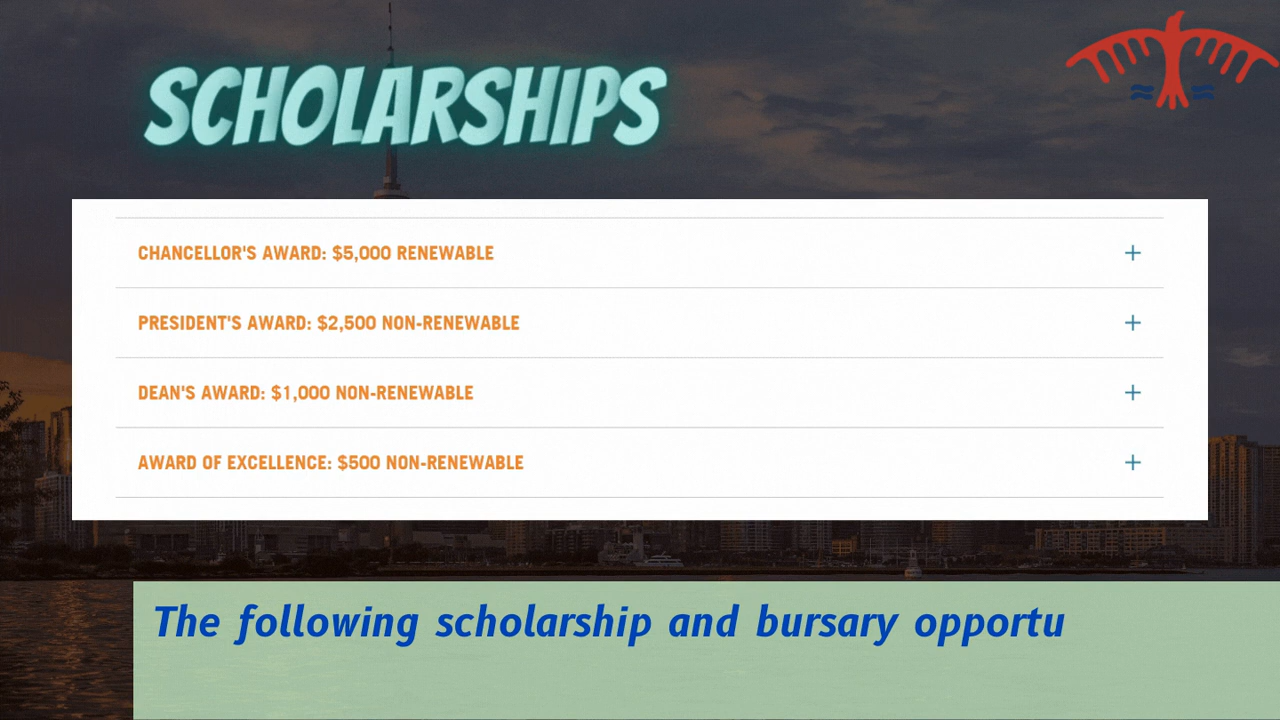 SCHOLARSHIPS
CHANCELLOR'S AWARD: $5,000 RENEWABLE
PRESIDENT'S AWARD: $2,500 NON-RENEWABLE
DEAN'S AWARD: $1,000 NON-RENEWABLE
AWARD OF EXCELLENCE: $500 NON-RENEWABLE
The following scholarship and bursary opportu